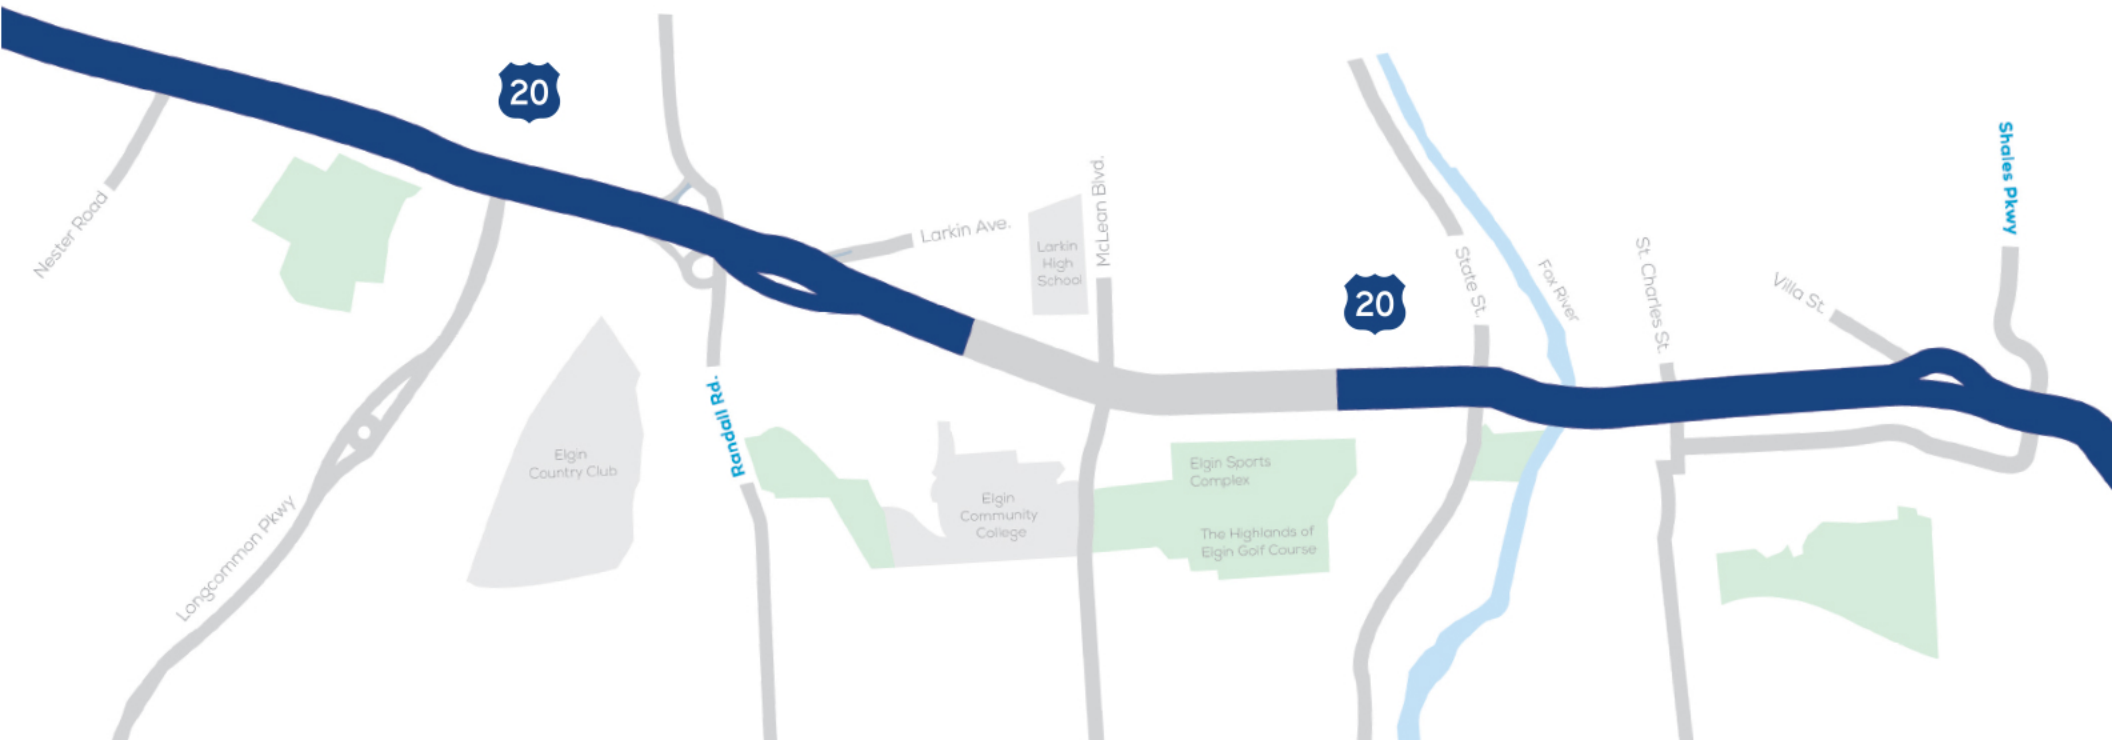 20
Nester Road
Longcommon Pkwy
Elgin
Country Club
Randall Rd.
Larkin Ave.
Larkin
High
School
McLean Blvd.
Elgin
Community
College
Elgin Sports
Complex
The Highlands of
Elgin Golf Course
20
State St.
Fox River
St. Charles St.
Villa St.
Shales Pkwy